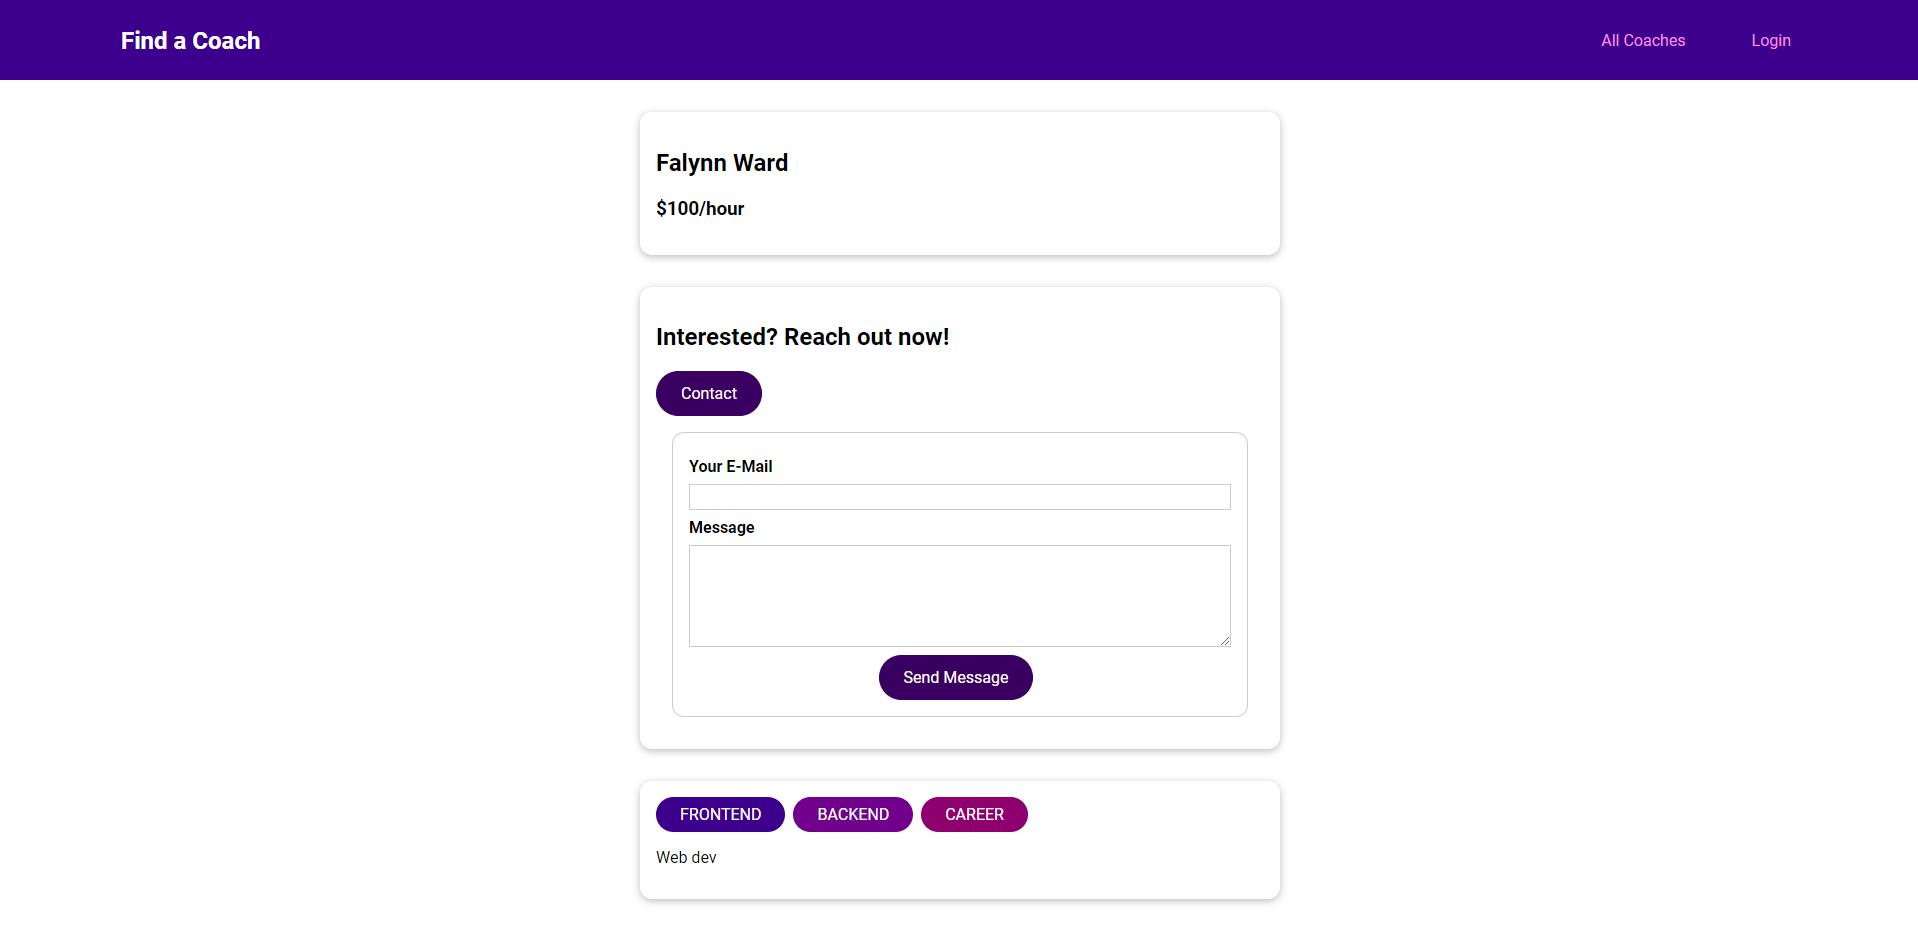 Find a Coach
All Coaches
Login
Falynn Ward
$100/hour
Interested? Reach out now!
Contact
Your E-Mail
Message
Send Message
FRONTEND BACKEND CAREER
Web dev